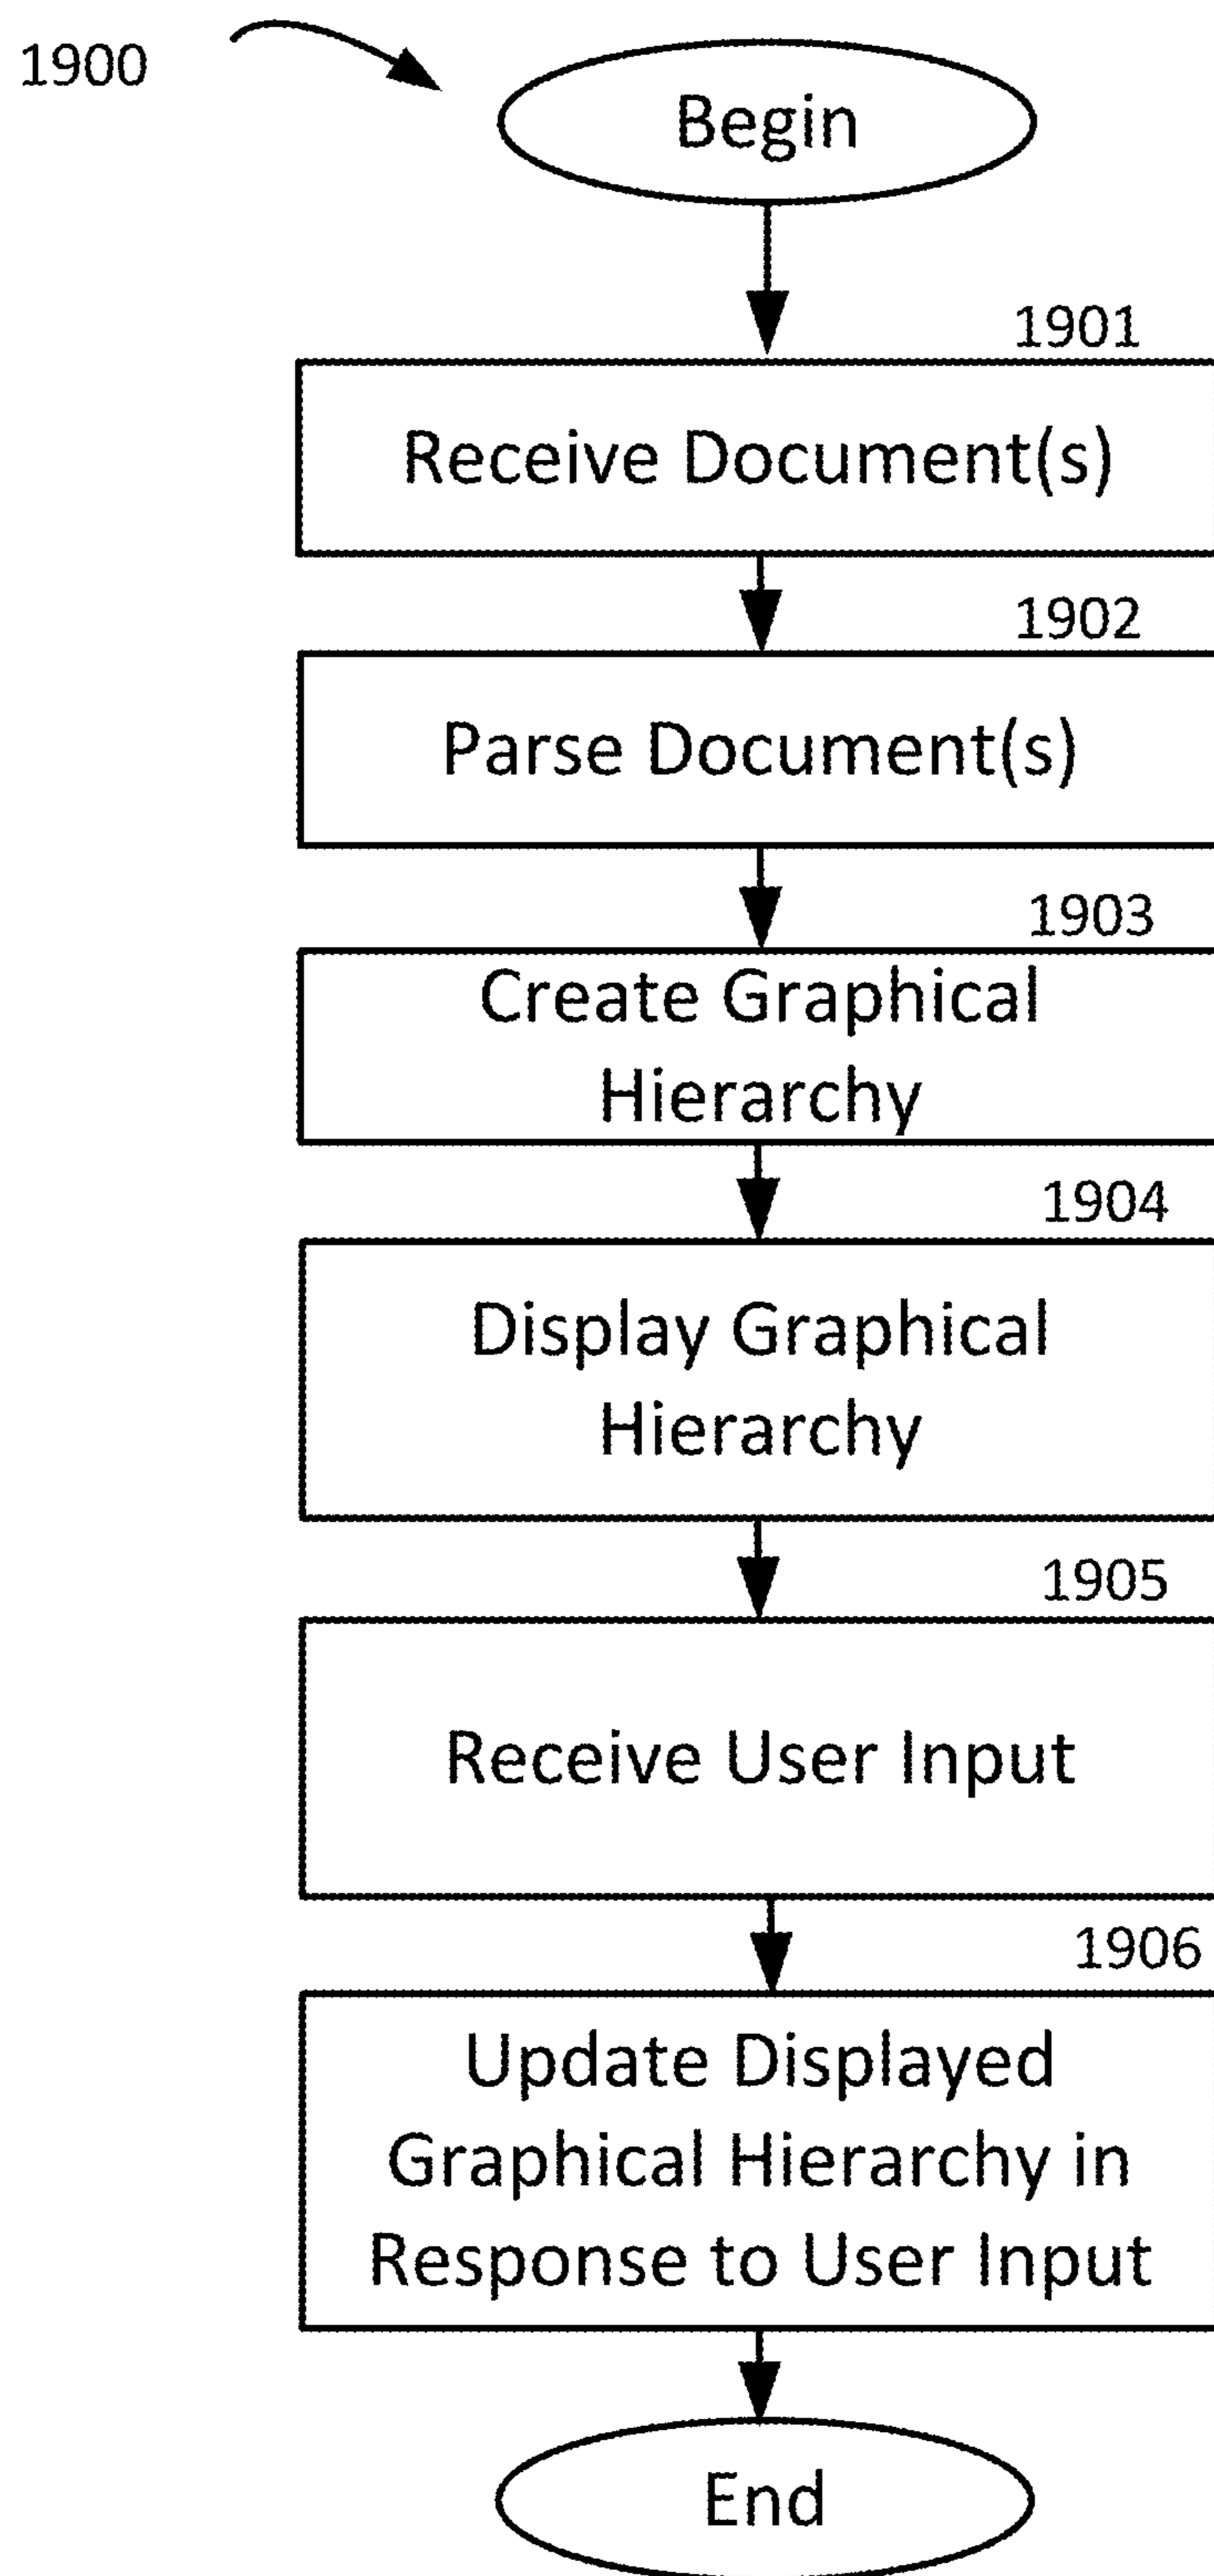 1900
Begin
1901
Receive Document(s)
1902
Parse Document(s)
1903
Create Graphical
Hierarchy
1904
Display Graphical
Hierarchy
1905
Receive User Input
1906
Update Displayed
Graphical Hierarchy in
Response to User Input
End